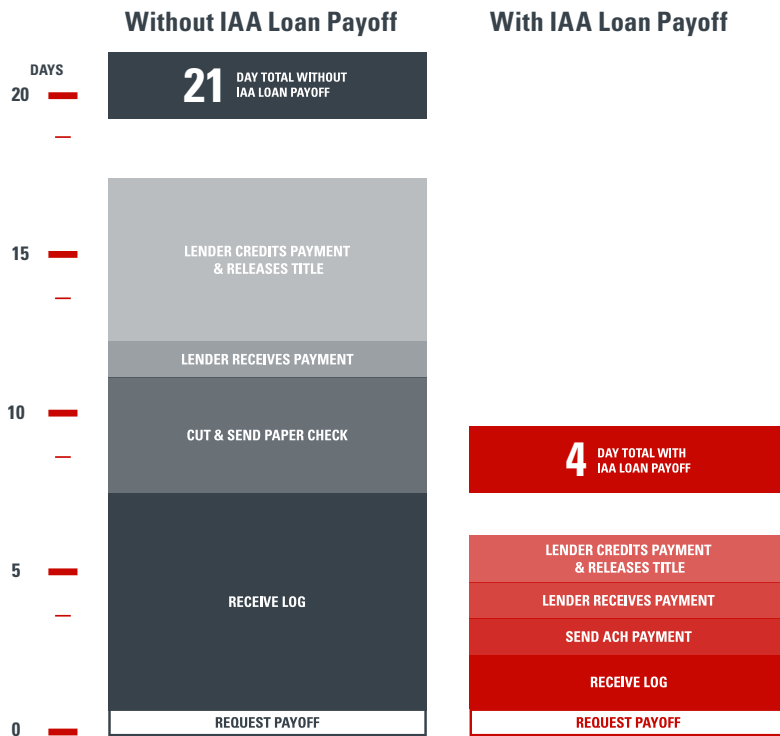 Without IAA Loan Payoff
With IAA Loan Payoff
DAYS
20
15
10
5
0
21 DAY TOTAL WITHOUT
IAA LOAN PAYOFF
LENDER CREDITS PAYMENT
& RELEASES TITLE
LENDER RECEIVES PAYMENT
CUT & SEND PAPER CHECK
RECEIVE LOG
REQUEST PAYOFF
4 DAY TOTAL WITH
IAA LOAN PAYOFF
LENDER CREDITS PAYMENT
& RELEASES TITLE
LENDER RECEIVES PAYMENT
SEND ACH PAYMENT
RECEIVE LOG
REQUEST PAYOFF